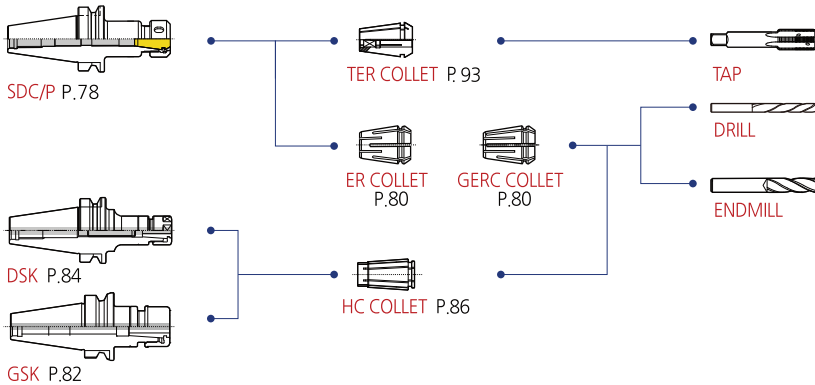 SDC/P P.78
TER COLLET P.93
TAP
DRILL
ER COLLET
P.80
GERC COLLET
P.80
ENDMILL
DSK P.84
HC COLLET P.86
GSK P.82